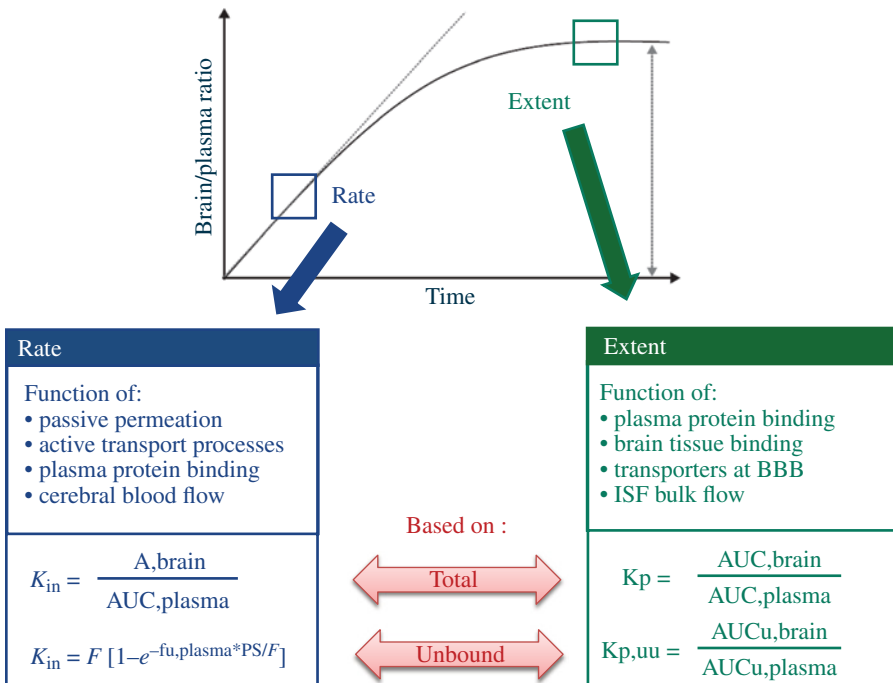 Brain/plasma ratio
Extent
Rate
Time
Rate
Function of:
• passive permeation
• active transport processes
• plasma protein binding
• cerebral blood flow
K_in = A,brain / AUC,plasma
K_in = F [1–e^–fu,plasma*PS/F]
Based on :
Total
Unbound
Extent
Function of:
• plasma protein binding
• brain tissue binding
• transporters at BBB
• ISF bulk flow
Kp = AUC,brain / AUC,plasma
Kp,uu = AUCu,brain / AUCu,plasma